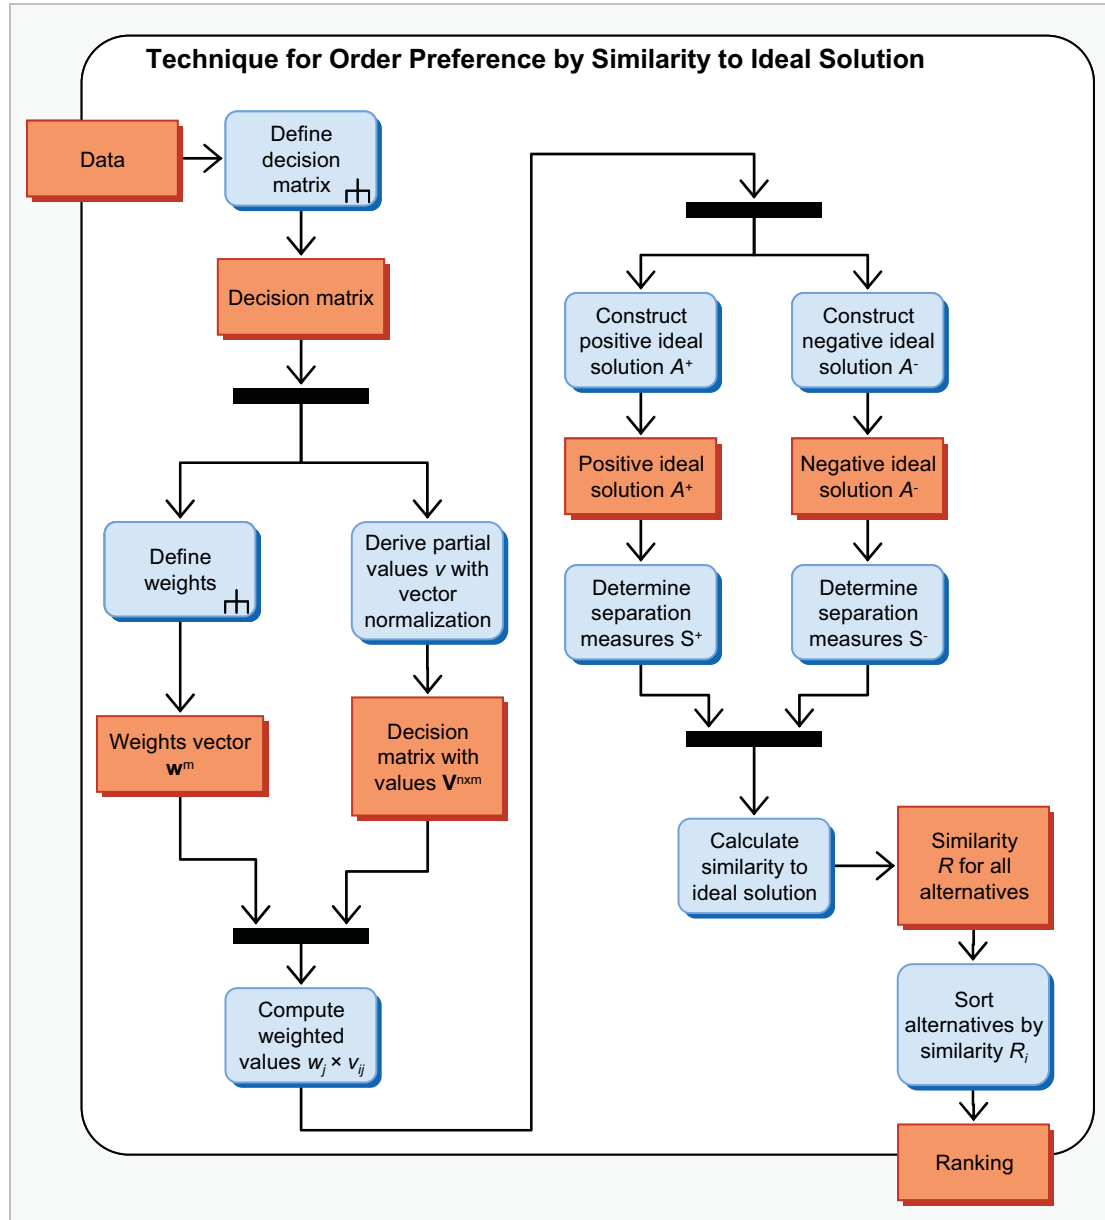 Technique for Order Preference by Similarity to Ideal Solution
Data
Define
decision
matrix
Decision matrix
Define
weights
Derive partial
values v with
vector
normalization
Weights vector
wᵐ
Decision
matrix with
values Vⁿˣᵐ
Compute
weighted
values wⱼ × vᵢⱼ
Construct
positive ideal
solution A⁺
Construct
negative ideal
solution A⁻
Positive ideal
solution A⁺
Negative ideal
solution A⁻
Determine
separation
measures S⁺
Determine
separation
measures S⁻
Calculate
similarity to
ideal solution
Similarity
R for all
alternatives
Sort
alternatives by
similarity Rᵢ
Ranking